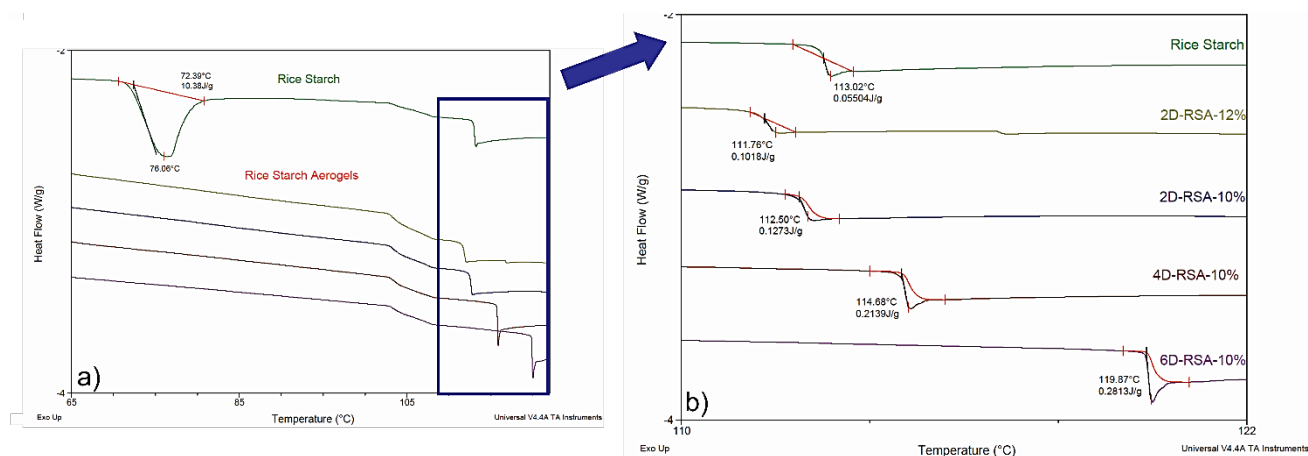 -2
72.39°C
10.38J/g
Rice Starch
76.06°C
Rice Starch Aerogels
Heat Flow (W/g)
a)
-4
65
85
105
Exo Up
Temperature (°C)
Universal V4.4A TA Instruments
-2
Rice Starch
113.02°C
0.05504J/g
2D-RSA-12%
111.76°C
0.1018J/g
2D-RSA-10%
112.50°C
0.1273J/g
Heat Flow (W/g)
4D-RSA-10%
114.68°C
0.2139J/g
6D-RSA-10%
119.87°C
0.2813J/g
b)
-4
110
122
Exo Up
Temperature (°C)
Universal V4.4A TA Instruments